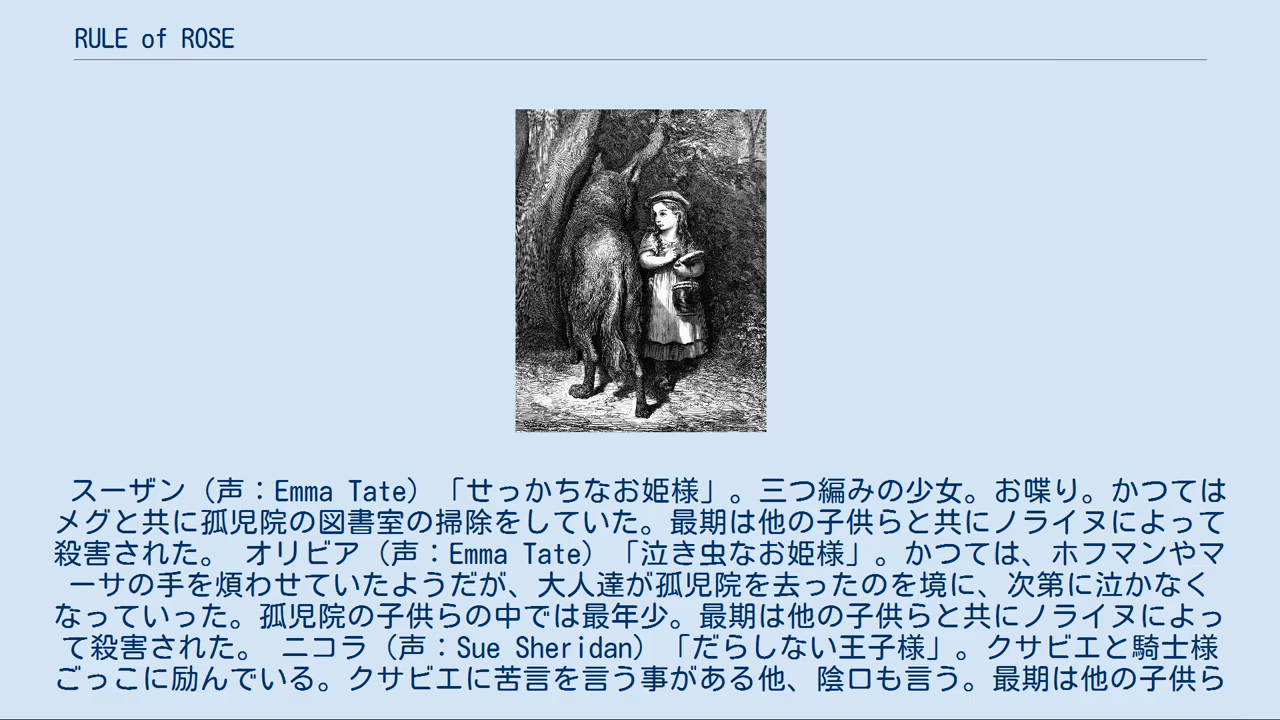 RULE of ROSE
スーザン（声：Emma Tate）「せっかちなお姫様」。三つ編みの少女。お喋り。かつては
メグと共に孤児院の図書室の掃除をしていた。最期は他の子供らと共にノライヌによって
殺害された。 オリビア（声：Emma Tate）「泣き虫なお姫様」。かつては、ホフマンやマ
ーサの手を煩わせていたようだが、大人達が孤児院を去ったのを境に、次第に泣かなく
なっていった。孤児院の子供らの中では最年少。最期は他の子供らと共にノライヌによっ
て殺害された。 ニコラ（声：Sue Sheridan）「だらしない王子様」。クサビエと騎士様
ごっこに励んでいる。クサビエに苦言を言う事がある他、陰口も言う。最期は他の子供ら